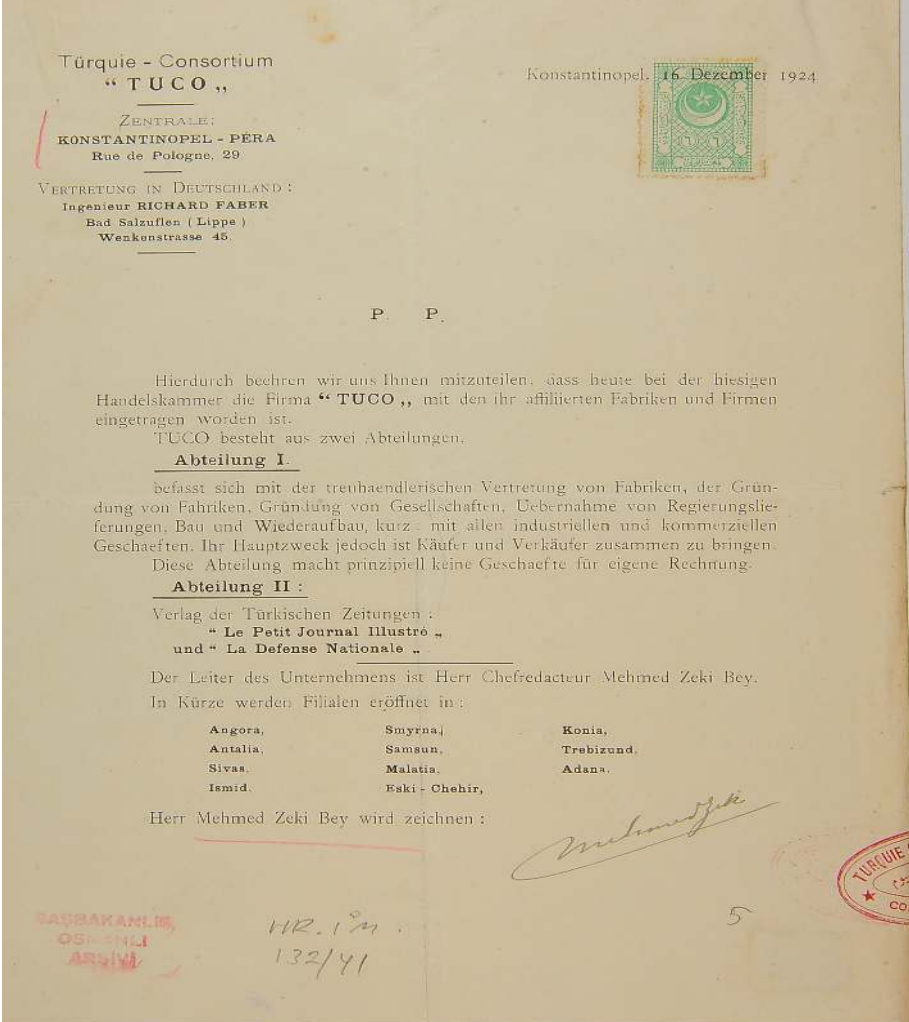 Türquie - Consortium
“ TUCO „
ZENTRALE:
KONSTANTINOPEL - PÉRA
Rue de Pologne, 29
VERTRETUNG IN DEUTSCHLAND :
Ingenieur RICHARD FABER
Bad Salzuflen ( Lippe )
Wenkenstrasse 45.
Konstantinopel. 16 Dezember 1924
P. P.
Hierdurch beehren wir uns Ihnen mitzuteilen, dass heute bei der hiesigen
Handelskammer die Firma “ TUCO „ mit den ihr affiliierten Fabriken und Firmen
eingetragen worden ist.
TUCO besteht aus zwei Abteilungen.
Abteilung I.
befasst sich mit der treuhaendlerischen Vertretung von Fabriken, der Grün-
dung von Fabriken, Gründung von Gesellschaften, Uebernahme von Regierungslie-
ferungen, Bau und Wiederaufbau, kurz : mit allen industriellen und kommerziellen
Geschaeften. Ihr Hauptzweck jedoch ist Käufer und Verkäufer zusammen zu bringen.
Diese Abteilung macht prinzipiell keine Geschaefte für eigene Rechnung.
Abteilung II :
Verlag der Türkischen Zeitungen :
“ Le Petit Journal Illustré „
und “ La Defense Nationale „
Der Leiter des Unternehmens ist Herr Chefredacteur Mehmed Zeki Bey.
In Kürze werden Filialen eröffnet in :
Angora, Smyrna, Konia,
Antalia, Samsun, Trebizund,
Sivas, Malatia, Adana.
Ismid, Eski - Chehir,
Herr Mehmed Zeki Bey wird zeichnen :
Mehmed Zeki
TURQUIE
CO
BAŞBAKANLIK
OSMANLI
ARŞİVİ
HR. İM.
132/41
5